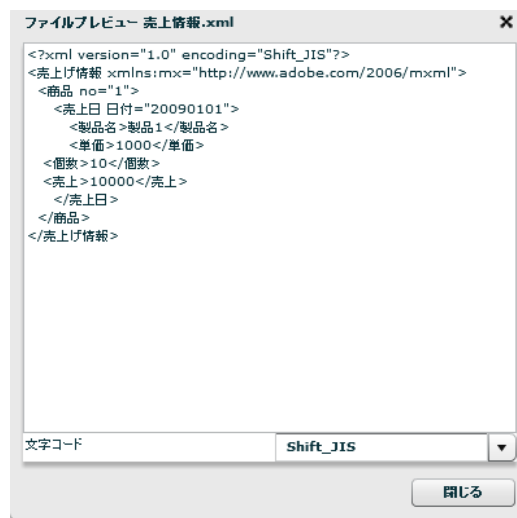 ファイルプレビュー 売上情報.xml
<?xml version="1.0" encoding="Shift_JIS"?>
<売上げ情報 xmlns:mx="http://www.adobe.com/2006/mxml">
<商品 no="1">
<売上日 日付="20090101">
<製品名>製品1</製品名>
<単価>1000</単価>
<個数>10</個数>
<売上>10000</売上>
</売上日>
</商品>
</売上げ情報>
文字コード Shift_JIS
閉じる